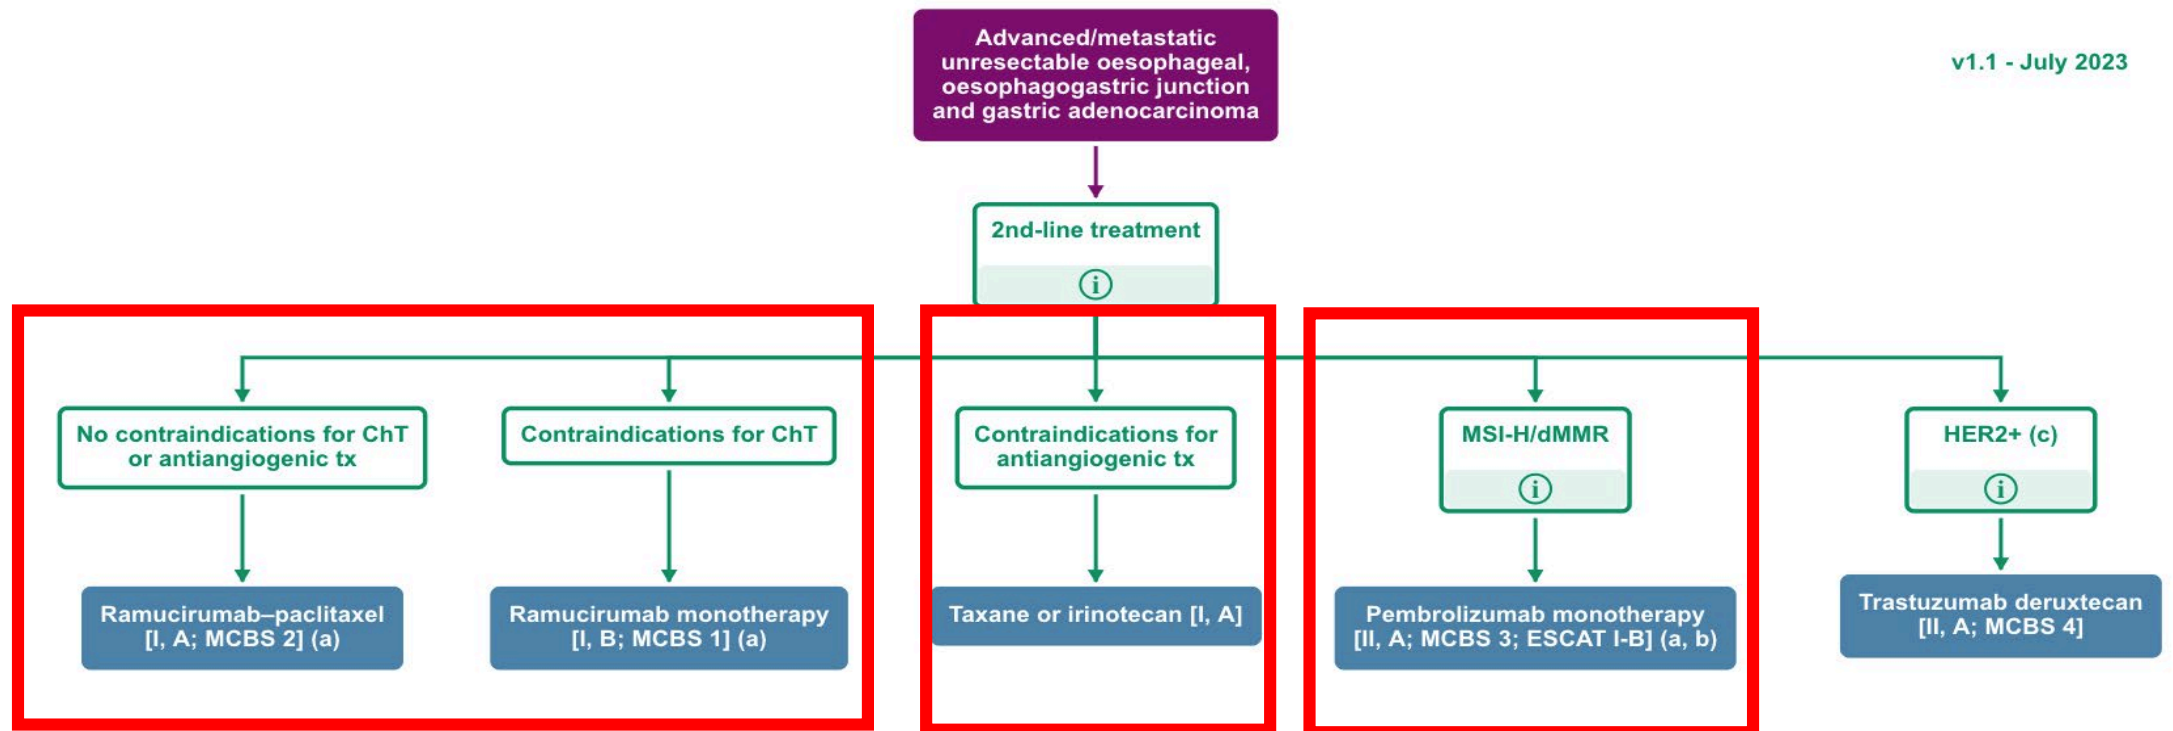 Advanced/metastatic
unresectable oesophageal,
oesophagogastric junction
and gastric adenocarcinoma
v1.1 - July 2023
2nd-line treatment
i
No contraindications for ChT
or antiangiogenic tx
Contraindications for ChT
Contraindications for
antiangiogenic tx
MSI-H/dMMR
i
HER2+ (c)
i
Ramucirumab–paclitaxel
[I, A; MCBS 2] (a)
Ramucirumab monotherapy
[I, B; MCBS 1] (a)
Taxane or irinotecan [I, A]
Pembrolizumab monotherapy
[II, A; MCBS 3; ESCAT I-B] (a, b)
Trastuzumab deruxtecan
[II, A; MCBS 4]